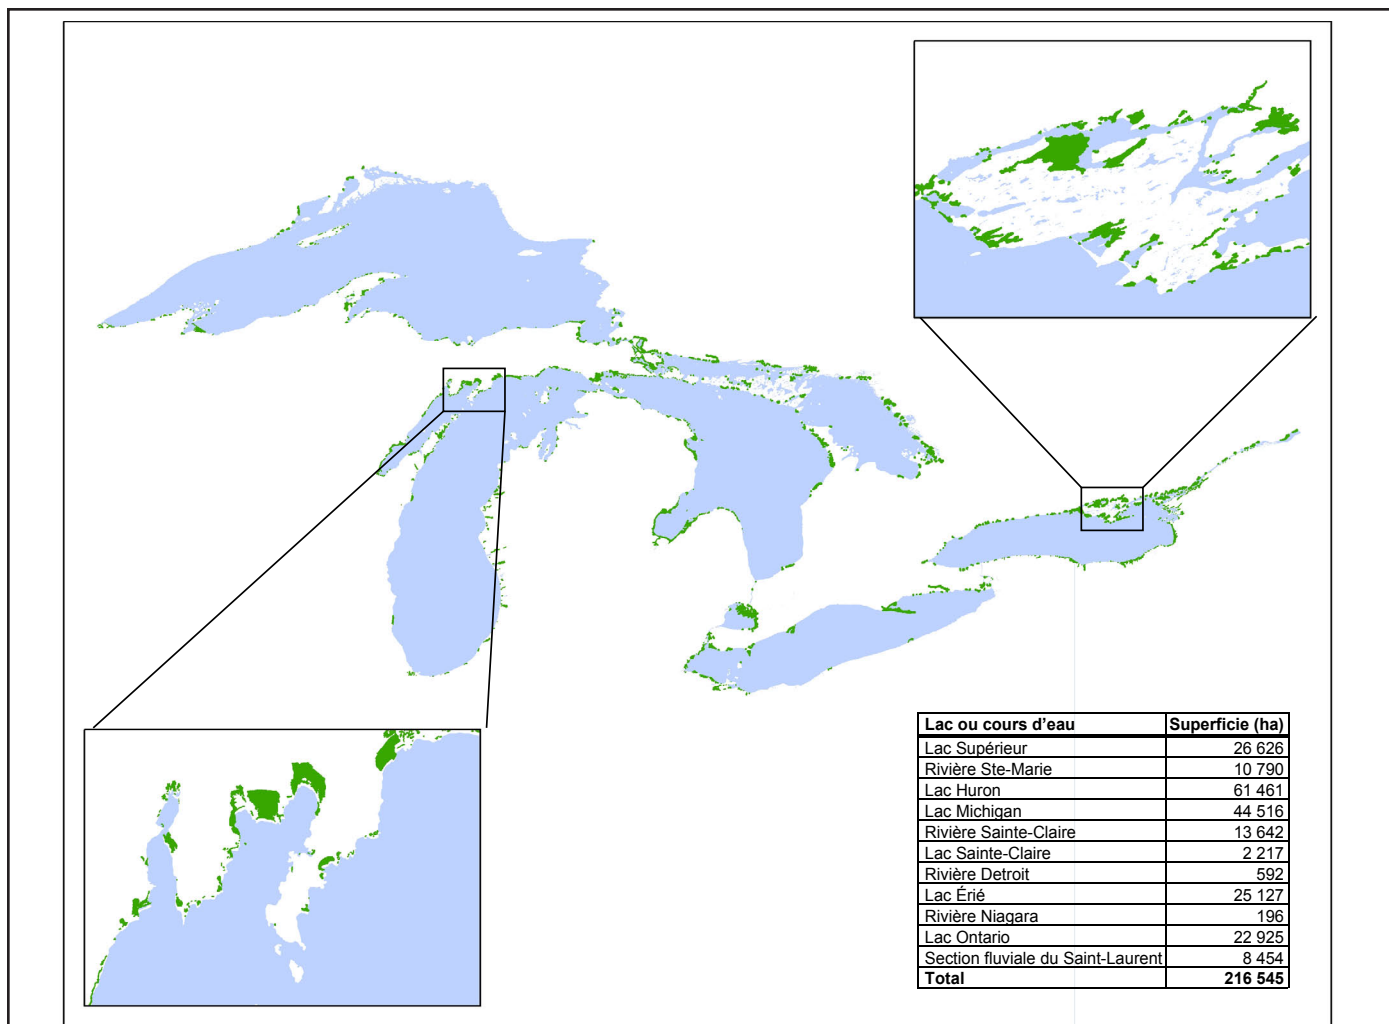 Lac ou cours d'eau Superficie (ha)
Lac Supérieur 26 626
Rivière Ste-Marie 10 790
Lac Huron 61 461
Lac Michigan 44 516
Rivière Sainte-Claire 13 642
Lac Sainte-Claire 2 217
Rivière Detroit 592
Lac Érié 25 127
Rivière Niagara 196
Lac Ontario 22 925
Section fluviale du Saint-Laurent 8 454
Total 216 545